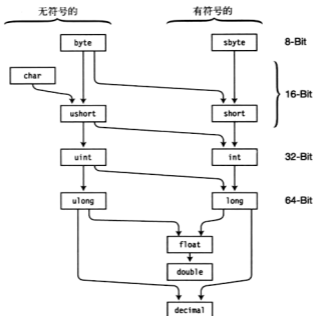 无符号的 有符号的
byte sbyte 8-Bit
char
16-Bit
ushort short
uint int 32-Bit
ulong long 64-Bit
float
double
decimal